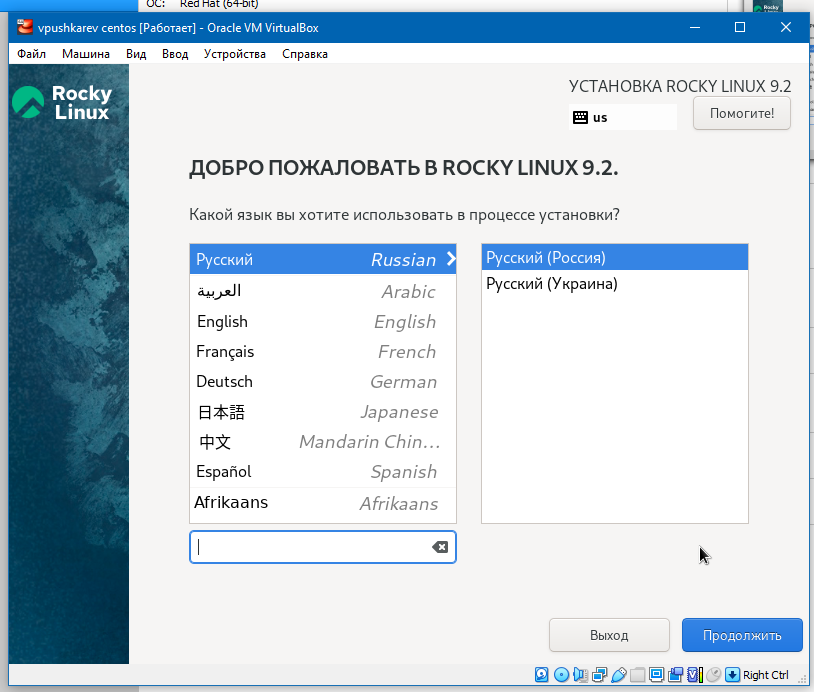 ОС: Red Hat (64-bit)
Rocky
vpushkarev centos [Работает] - Oracle VM VirtualBox
Файл Машина Вид Ввод Устройства Справка
Rocky
Linux
УСТАНОВКА ROCKY LINUX 9.2
us
Помогите!
ДОБРО ПОЖАЛОВАТЬ В ROCKY LINUX 9.2.
Какой язык вы хотите использовать в процессе установки?
Русский Russian
العربية Arabic
English English
Français French
Deutsch German
日本語 Japanese
中文 Mandarin Chin…
Español Spanish
Afrikaans Afrikaans
Русский (Россия)
Русский (Украина)
Выход
Продолжить
Right Ctrl